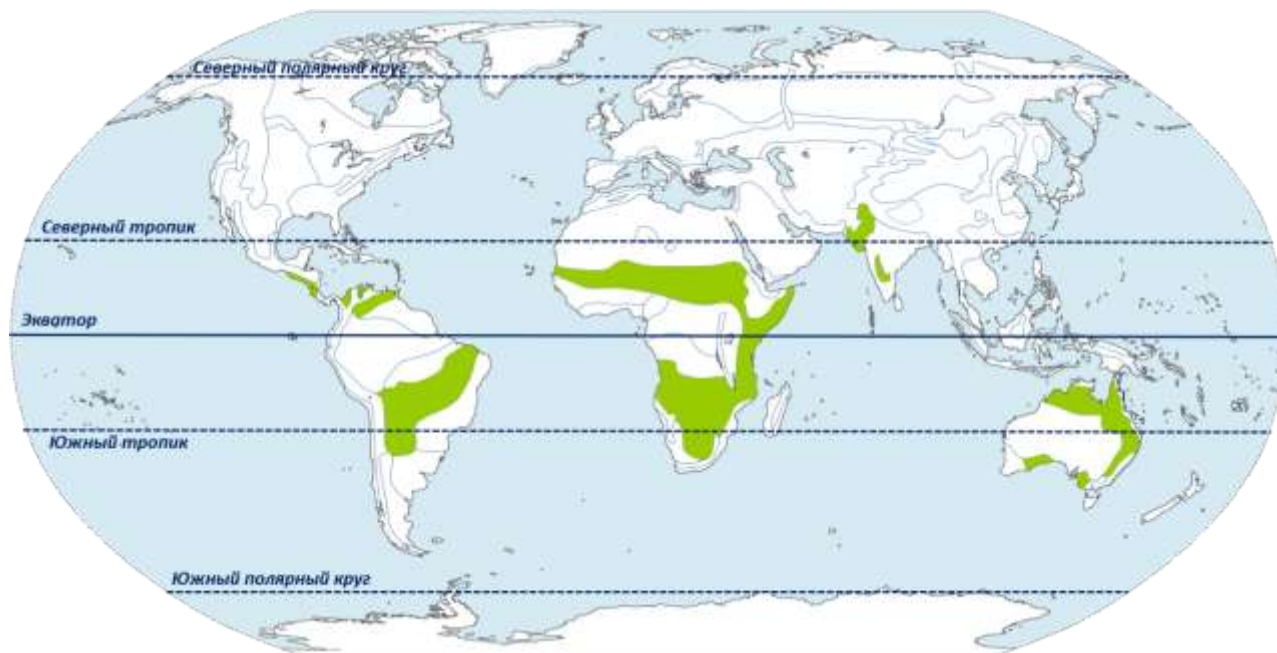 Северный полярный круг
Северный тропик
Экватор
Южный тропик
Южный полярный круг